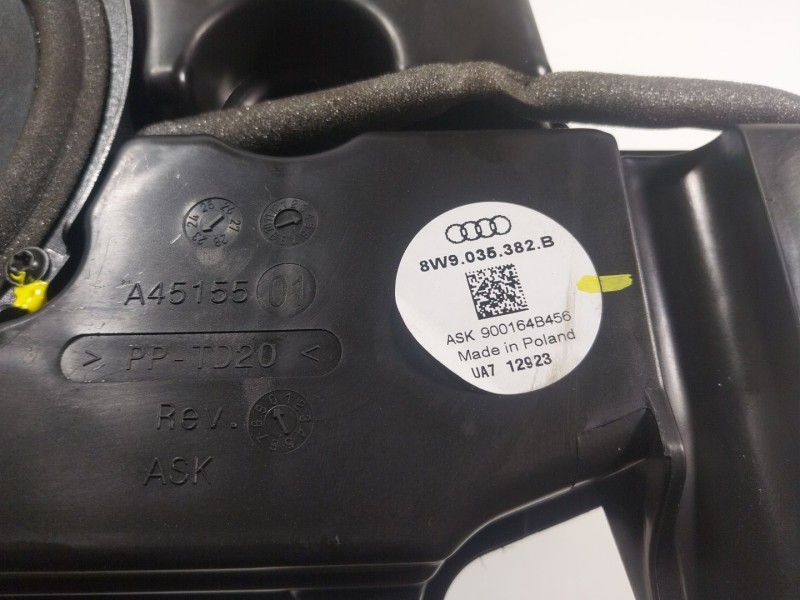 8W9.035.382.B
ASK 900164B456
Made in Poland
UA7 12923
A45155 01
> PP-TD20 <
Rev.
ASK